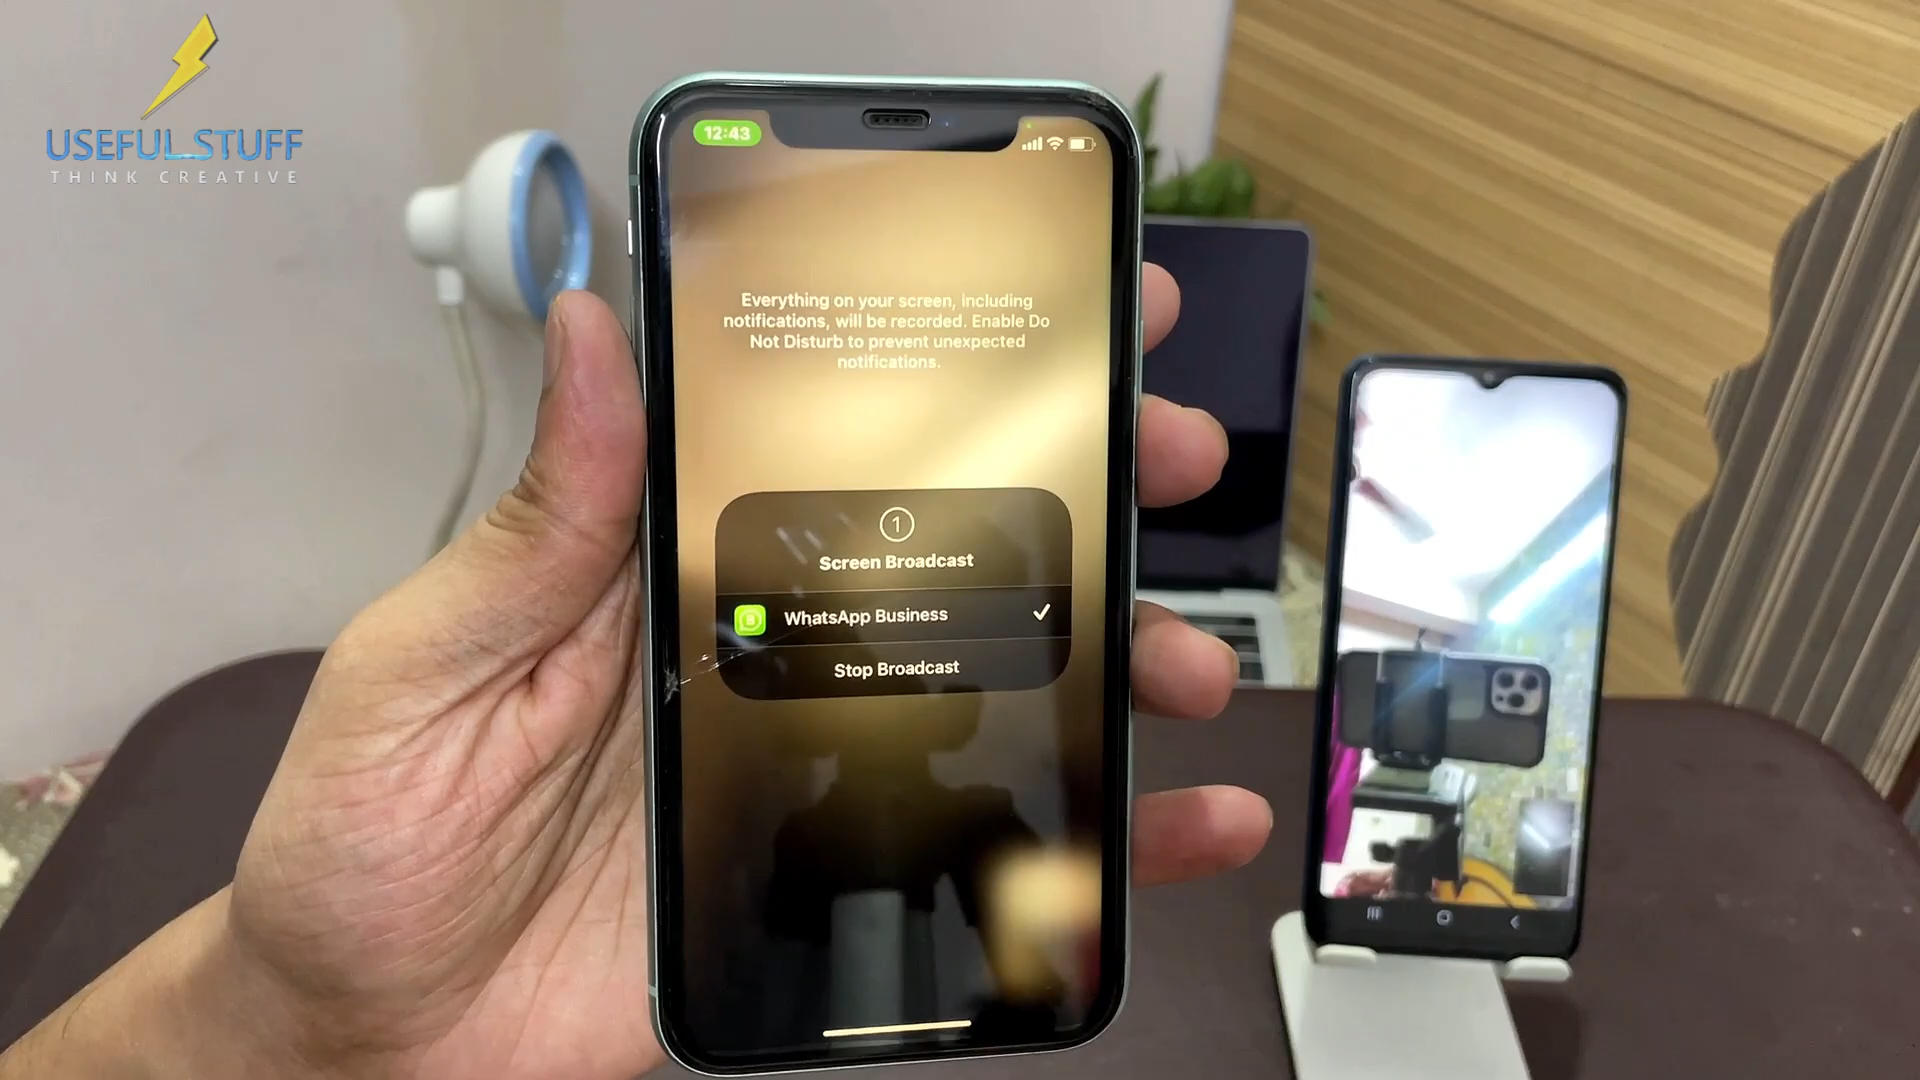 USEFUL STUFF
THINK CREATIVE
12:43
Everything on your screen, including
notifications, will be recorded. Enable Do
Not Disturb to prevent unexpected
notifications.
1
Screen Broadcast
WhatsApp Business
Stop Broadcast